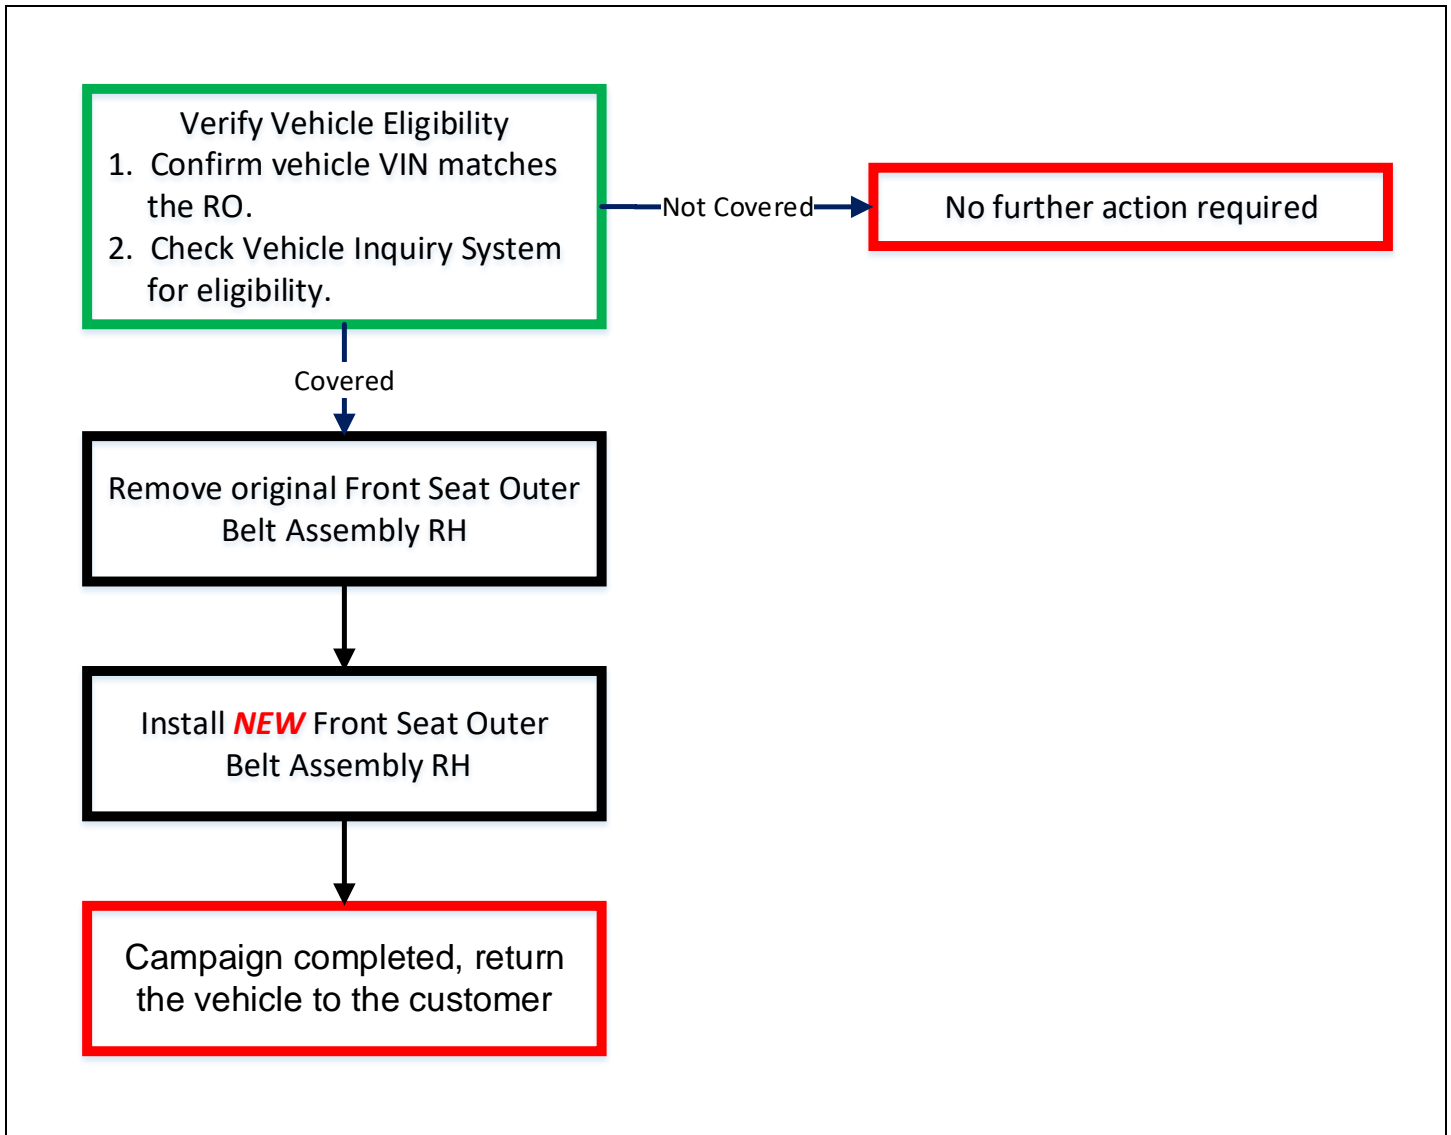 Verify Vehicle Eligibility
1. Confirm vehicle VIN matches
the RO.
2. Check Vehicle Inquiry System
for eligibility.
Not Covered
No further action required
Covered
Remove original Front Seat Outer
Belt Assembly RH
Install NEW Front Seat Outer
Belt Assembly RH
Campaign completed, return
the vehicle to the customer